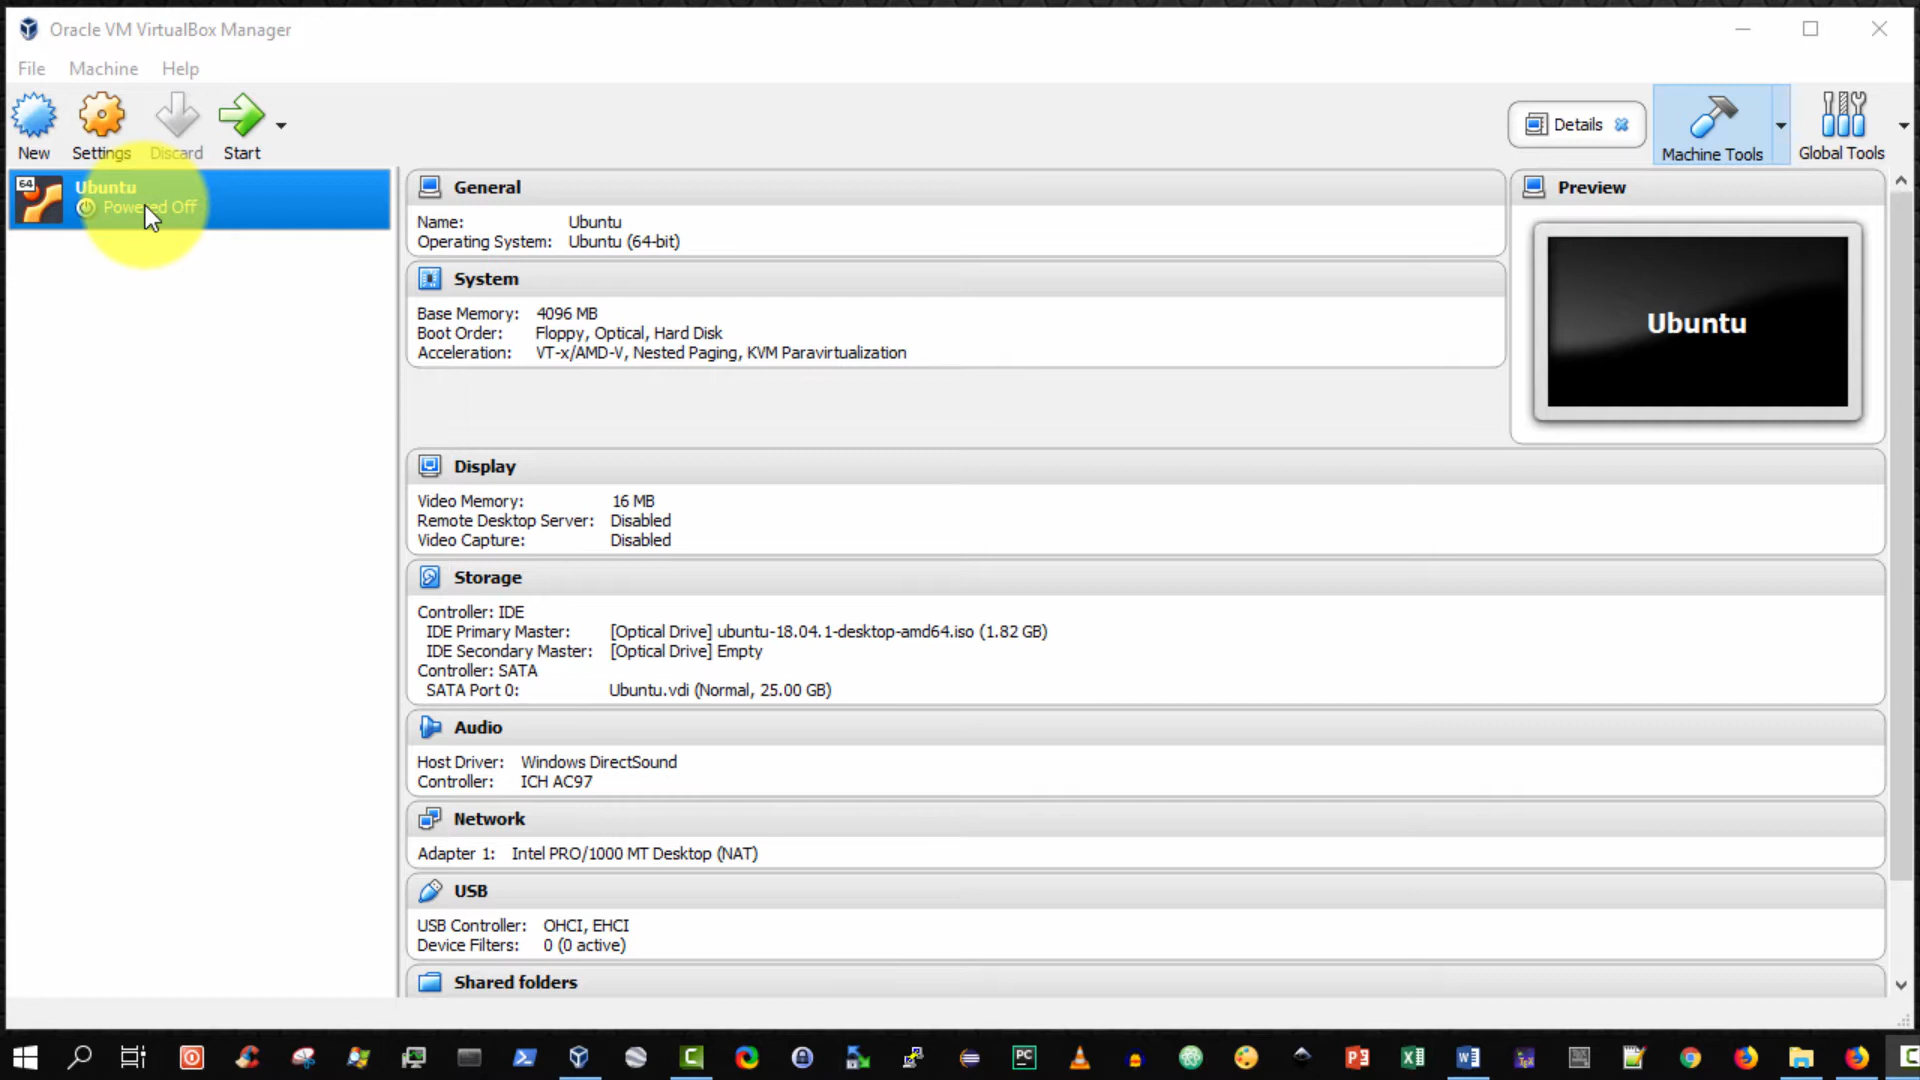 Oracle VM VirtualBox Manager
File Machine Help
New Settings Discard Start
Details
Machine Tools
Global Tools
64
Ubuntu
Powered Off
General
Name: Ubuntu
Operating System: Ubuntu (64-bit)
System
Base Memory: 4096 MB
Boot Order: Floppy, Optical, Hard Disk
Acceleration: VT-x/AMD-V, Nested Paging, KVM Paravirtualization
Preview
Ubuntu
Display
Video Memory: 16 MB
Remote Desktop Server: Disabled
Video Capture: Disabled
Storage
Controller: IDE
IDE Primary Master: [Optical Drive] ubuntu-18.04.1-desktop-amd64.iso (1.82 GB)
IDE Secondary Master: [Optical Drive] Empty
Controller: SATA
SATA Port 0: Ubuntu.vdi (Normal, 25.00 GB)
Audio
Host Driver: Windows DirectSound
Controller: ICH AC97
Network
Adapter 1: Intel PRO/1000 MT Desktop (NAT)
USB
USB Controller: OHCI, EHCI
Device Filters: 0 (0 active)
Shared folders